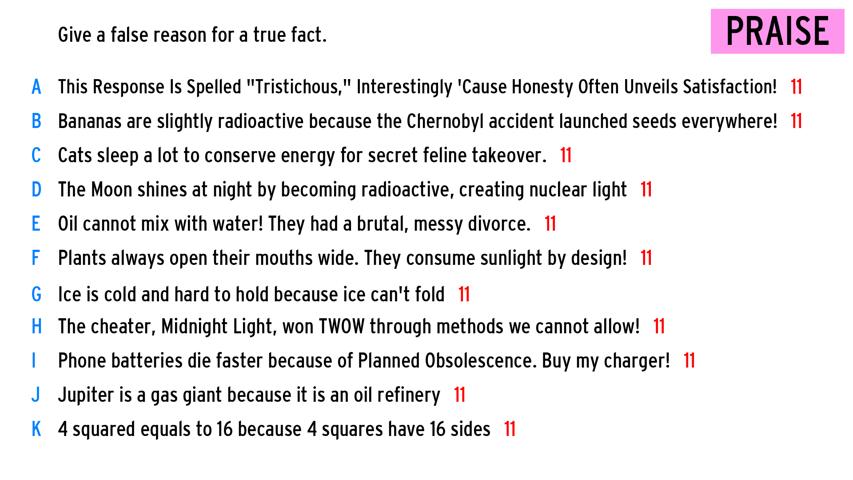 Give a false reason for a true fact.
PRAISE
A This Response Is Spelled "Tristichous," Interestingly 'Cause Honesty Often Unveils Satisfaction! 11
B Bananas are slightly radioactive because the Chernobyl accident launched seeds everywhere! 11
C Cats sleep a lot to conserve energy for secret feline takeover. 11
D The Moon shines at night by becoming radioactive, creating nuclear light 11
E Oil cannot mix with water! They had a brutal, messy divorce. 11
F Plants always open their mouths wide. They consume sunlight by design! 11
G Ice is cold and hard to hold because ice can't fold 11
H The cheater, Midnight Light, won TWOW through methods we cannot allow! 11
I Phone batteries die faster because of Planned Obsolescence. Buy my charger! 11
J Jupiter is a gas giant because it is an oil refinery 11
K 4 squared equals to 16 because 4 squares have 16 sides 11